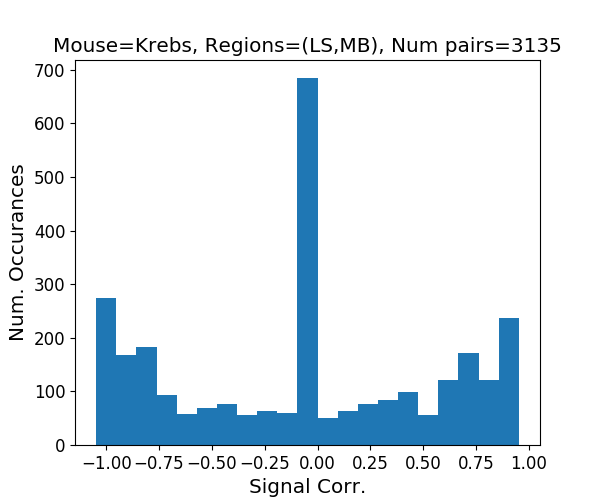 Mouse=Krebs, Regions=(LS,MB), Num pairs=3135
700
600
500
400
300
200
100
0
Num. Occurances
−1.00 −0.75 −0.50 −0.25 0.00 0.25 0.50 0.75 1.00
Signal Corr.